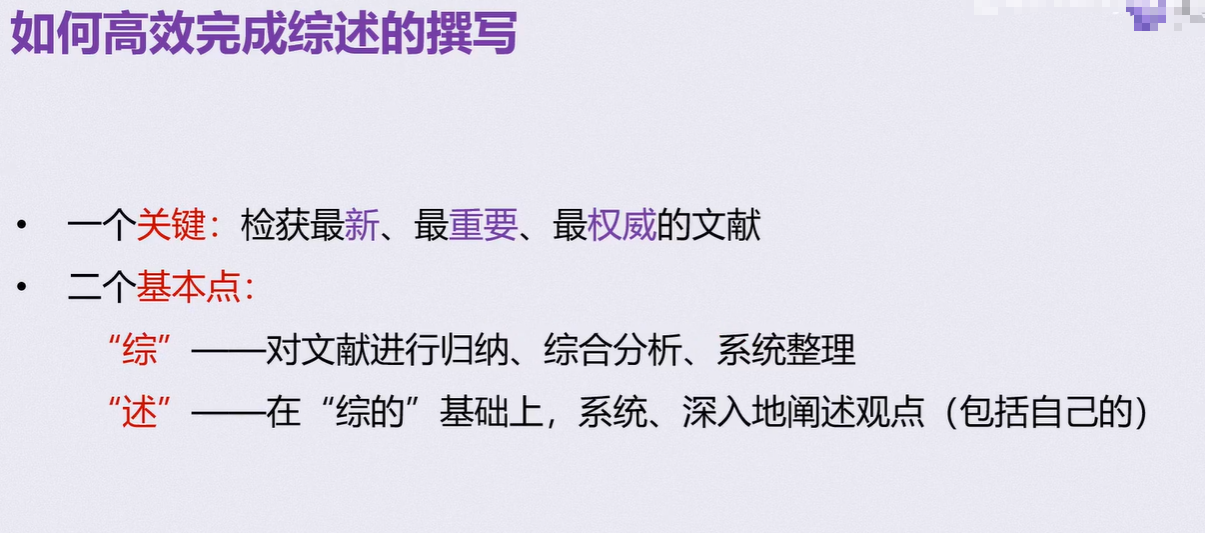 如何高效完成综述的撰写
• 一个关键：检获最新、最重要、最权威的文献
• 二个基本点：
“综”——对文献进行归纳、综合分析、系统整理
“述”——在“综的”基础上，系统、深入地阐述观点（包括自己的）